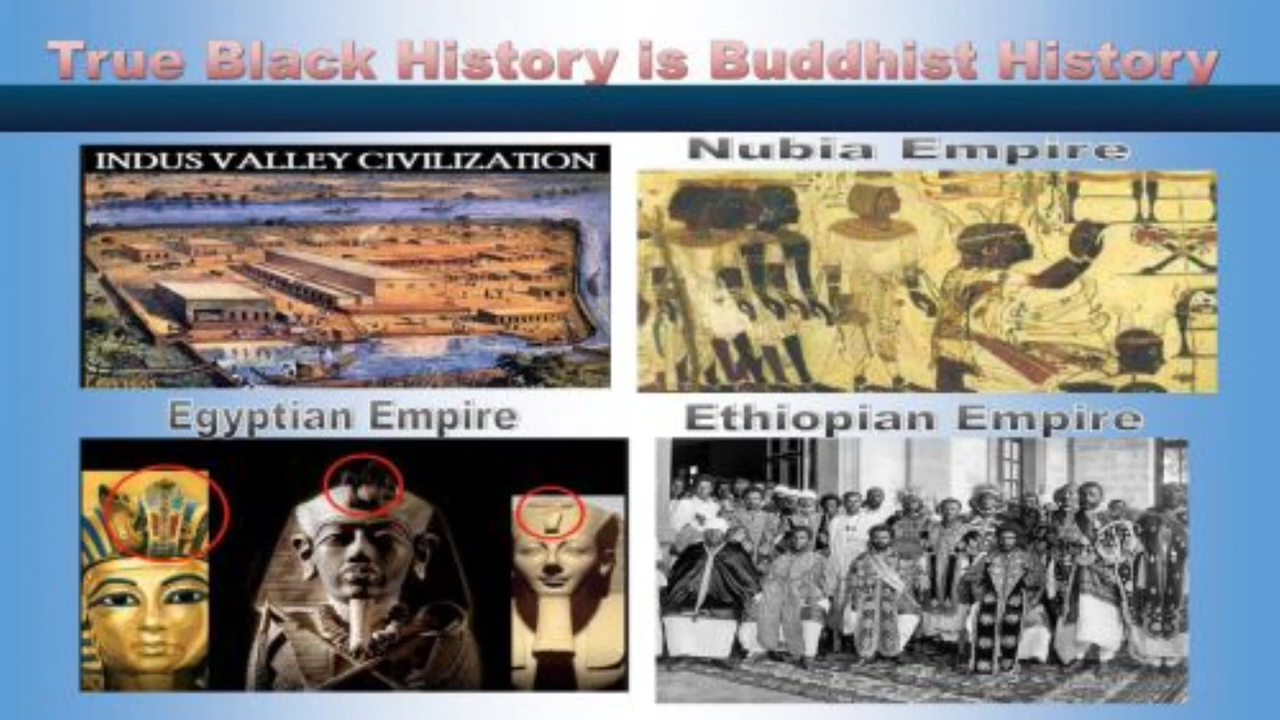 True Black History is Buddhist History
INDUS VALLEY CIVILIZATION
Nubia Empire
Egyptian Empire
Ethiopian Empire